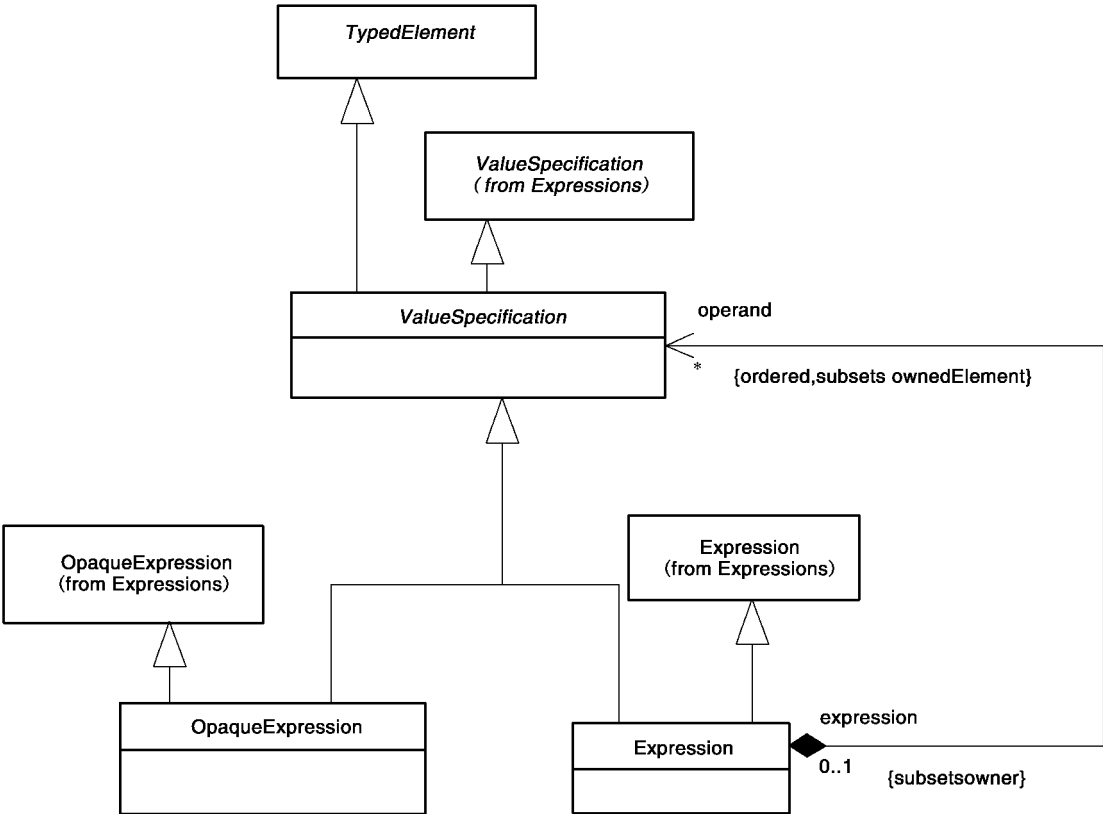 TypedElement
ValueSpecification
(from Expressions)
ValueSpecification
operand
*
{ordered,subsets ownedElement}
OpaqueExpression
(from Expressions)
Expression
(from Expressions)
OpaqueExpression
Expression
expression
0..1
{subsetsowner}